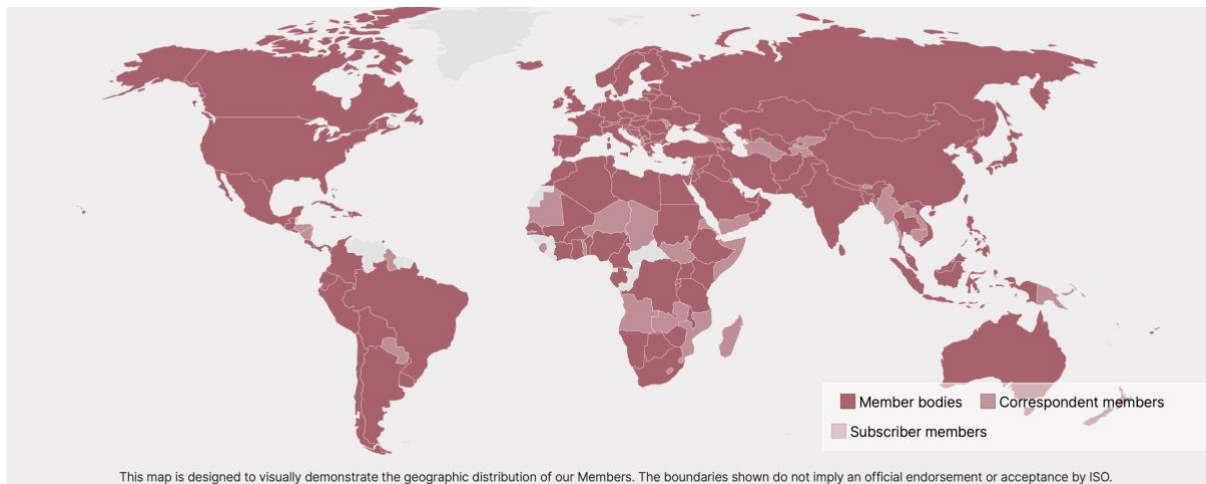 Member bodies
Correspondent members
Subscriber members
This map is designed to visually demonstrate the geographic distribution of our Members. The boundaries shown do not imply an official endorsement or acceptance by ISO.